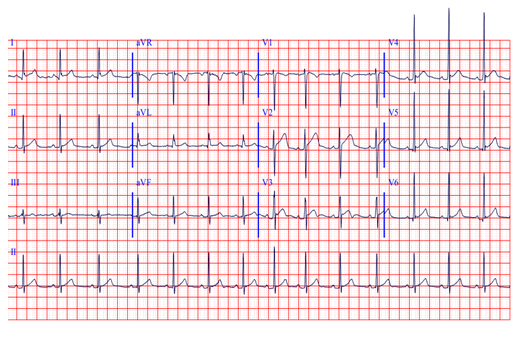 I aVR V1 V4
II aVL V2 V5
III aVF V3 V6
II